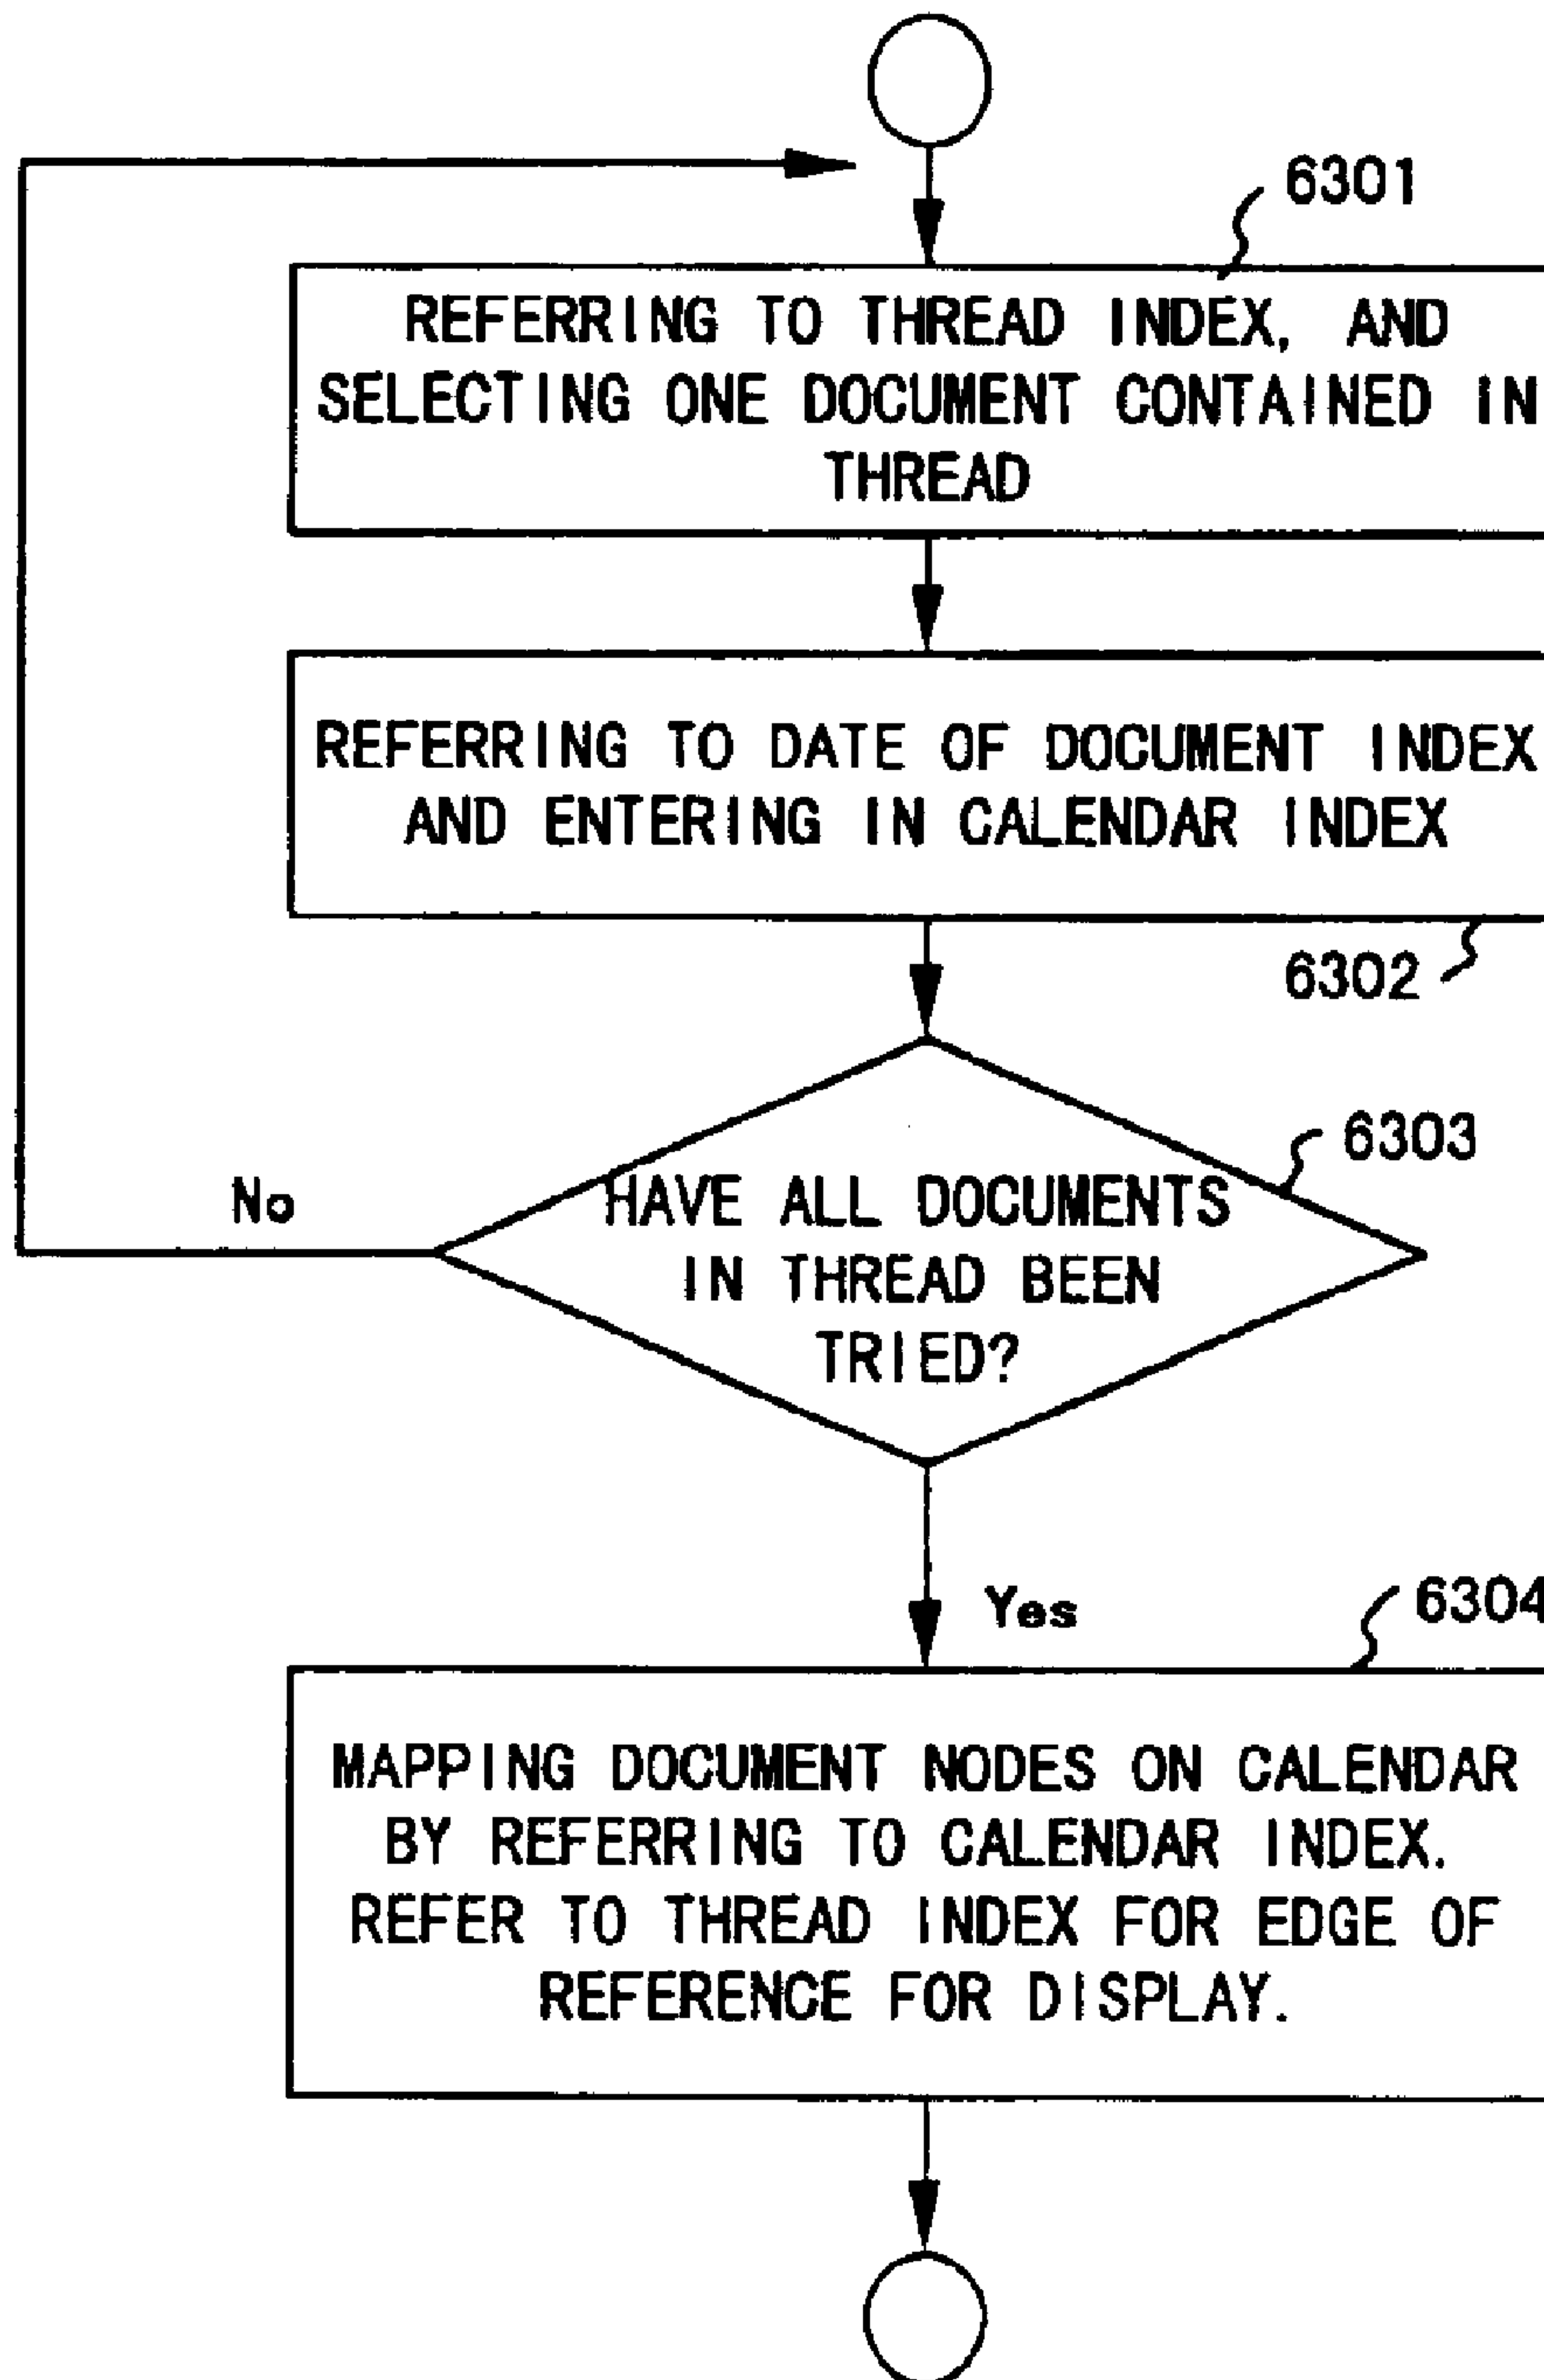 6301
REFERRING TO THREAD INDEX, AND
SELECTING ONE DOCUMENT CONTAINED IN
THREAD
REFERRING TO DATE OF DOCUMENT INDEX
AND ENTERING IN CALENDAR INDEX
6302
6303
HAVE ALL DOCUMENTS
IN THREAD BEEN
TRIED?
No
Yes
6304
MAPPING DOCUMENT NODES ON CALENDAR
BY REFERRING TO CALENDAR INDEX.
REFER TO THREAD INDEX FOR EDGE OF
REFERENCE FOR DISPLAY.